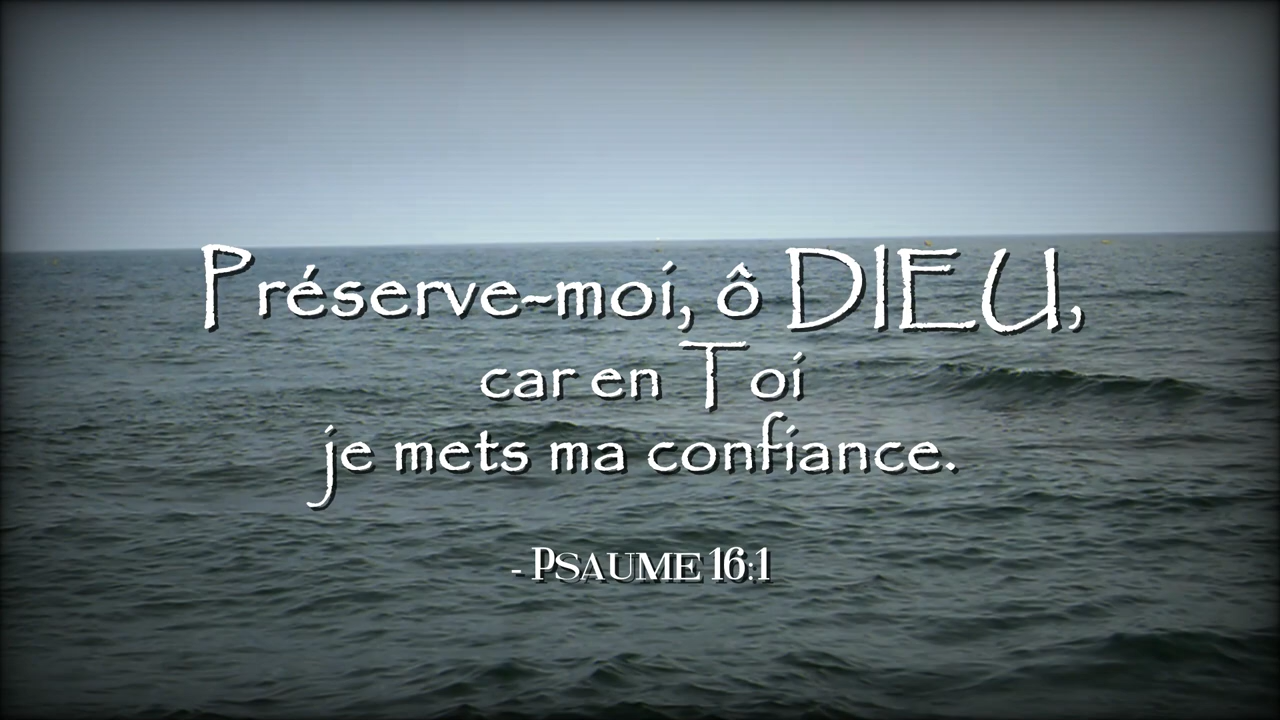 Préserve-moi, ô DIEU,
car en Toi
je mets ma confiance.
- PSAUME 16:1